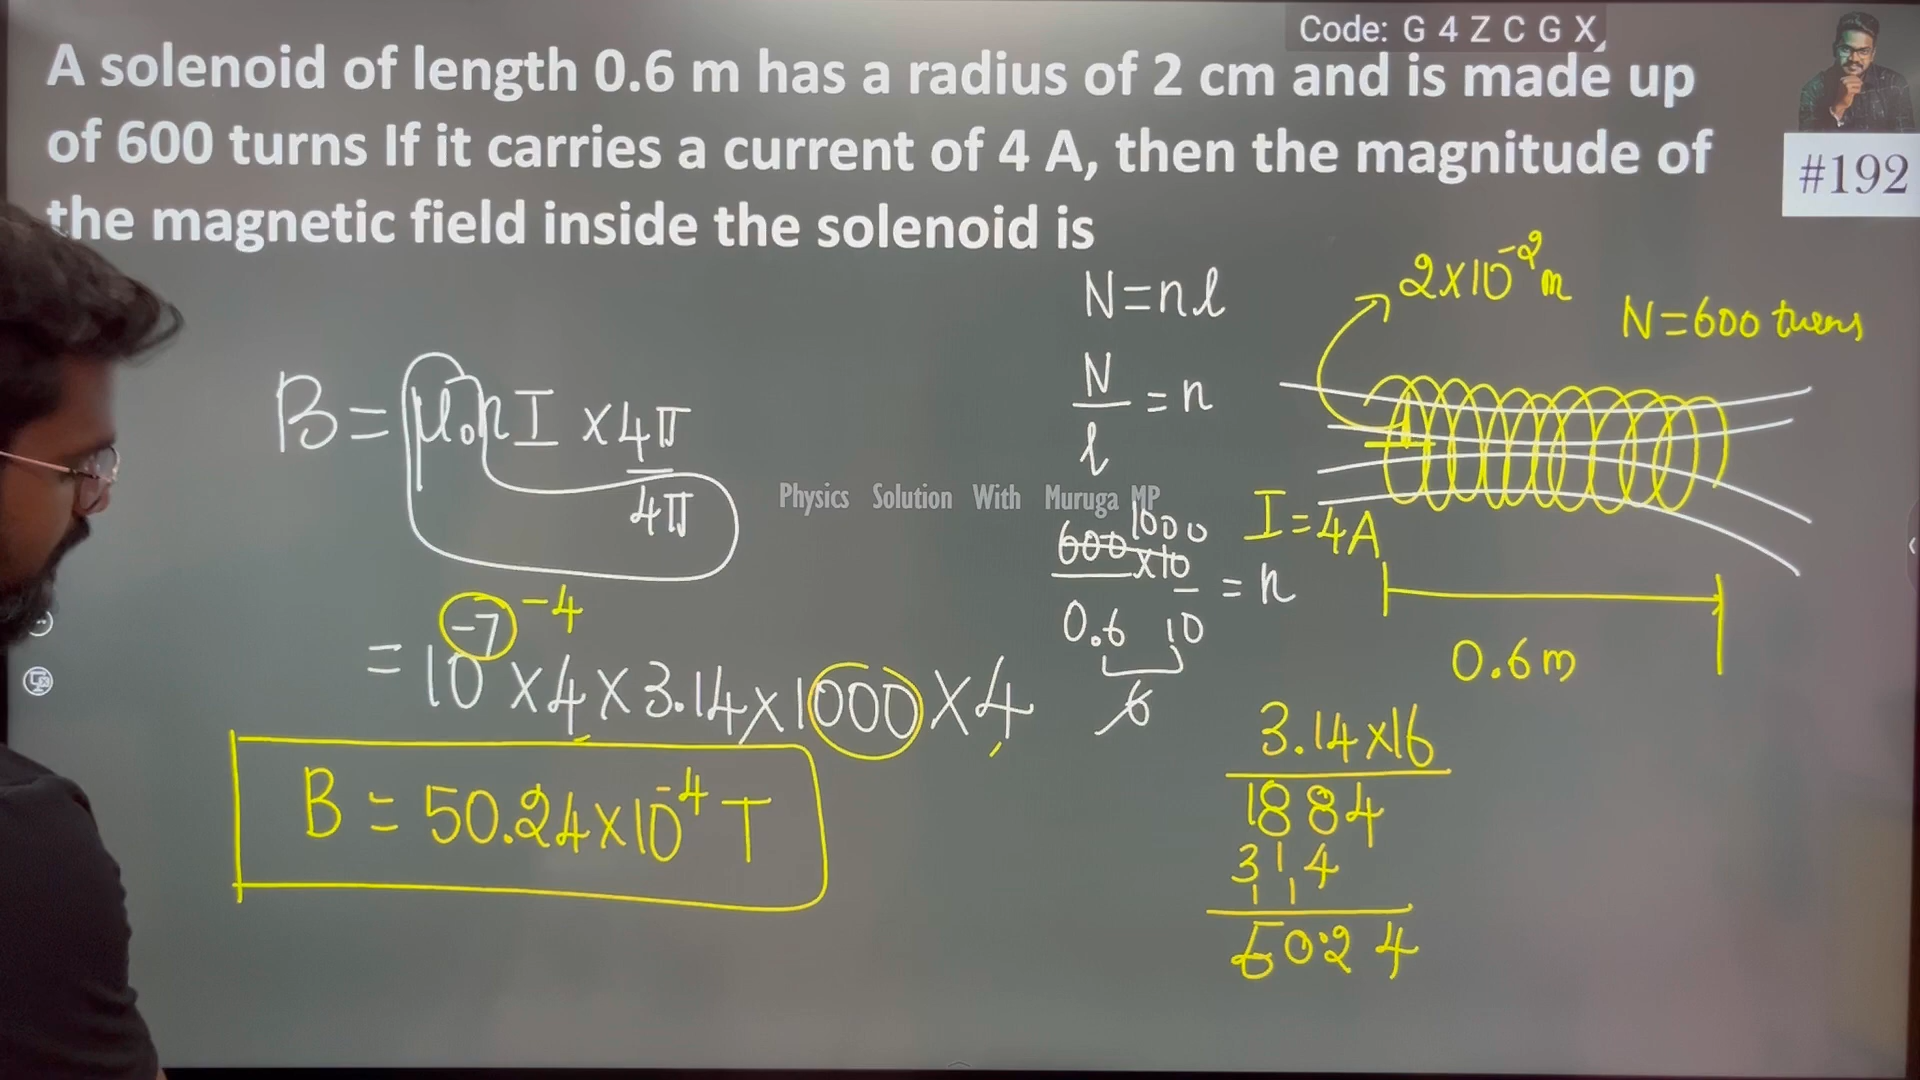 Code: G 4 Z C G X
A solenoid of length 0.6 m has a radius of 2 cm and is made up
of 600 turns If it carries a current of 4 A, then the magnitude of
the magnetic field inside the solenoid is
#192
B = μ₀nI × 4π/4π
= 10⁻⁷ × 4 × 3.14 × 1000 × 4
-4
B = 50.24×10⁻⁴ T
N = nl
N/l = n
1000
600 ×10 / 0.6 10 = n
6
Physics Solution With Muruga MP
2×10⁻² m
N = 600 turns
I = 4A
0.6m
3.14×16
1884
314
1 1
50.24